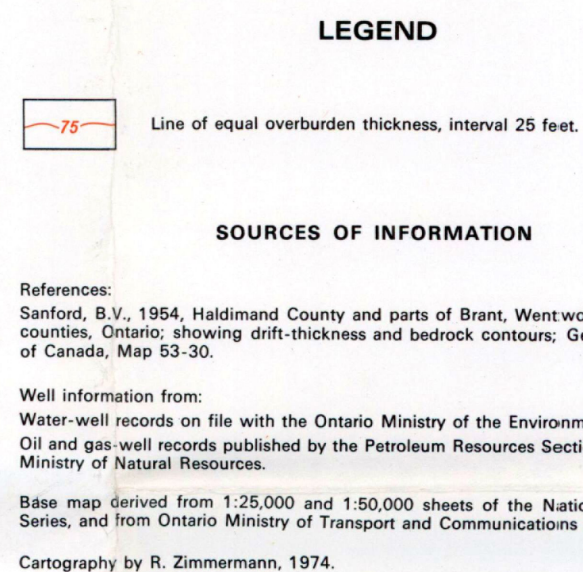 LEGEND
75
Line of equal overburden thickness, interval 25 feet.
SOURCES OF INFORMATION
References:
Sanford, B.V., 1954, Haldimand County and parts of Brant, Wentwo
counties, Ontario; showing drift-thickness and bedrock contours; Ge
of Canada, Map 53-30.
Well information from:
Water-well records on file with the Ontario Ministry of the Environm
Oil and gas-well records published by the Petroleum Resources Secti
Ministry of Natural Resources.
Base map derived from 1:25,000 and 1:50,000 sheets of the Natio
Series, and from Ontario Ministry of Transport and Communications
Cartography by R. Zimmermann, 1974.